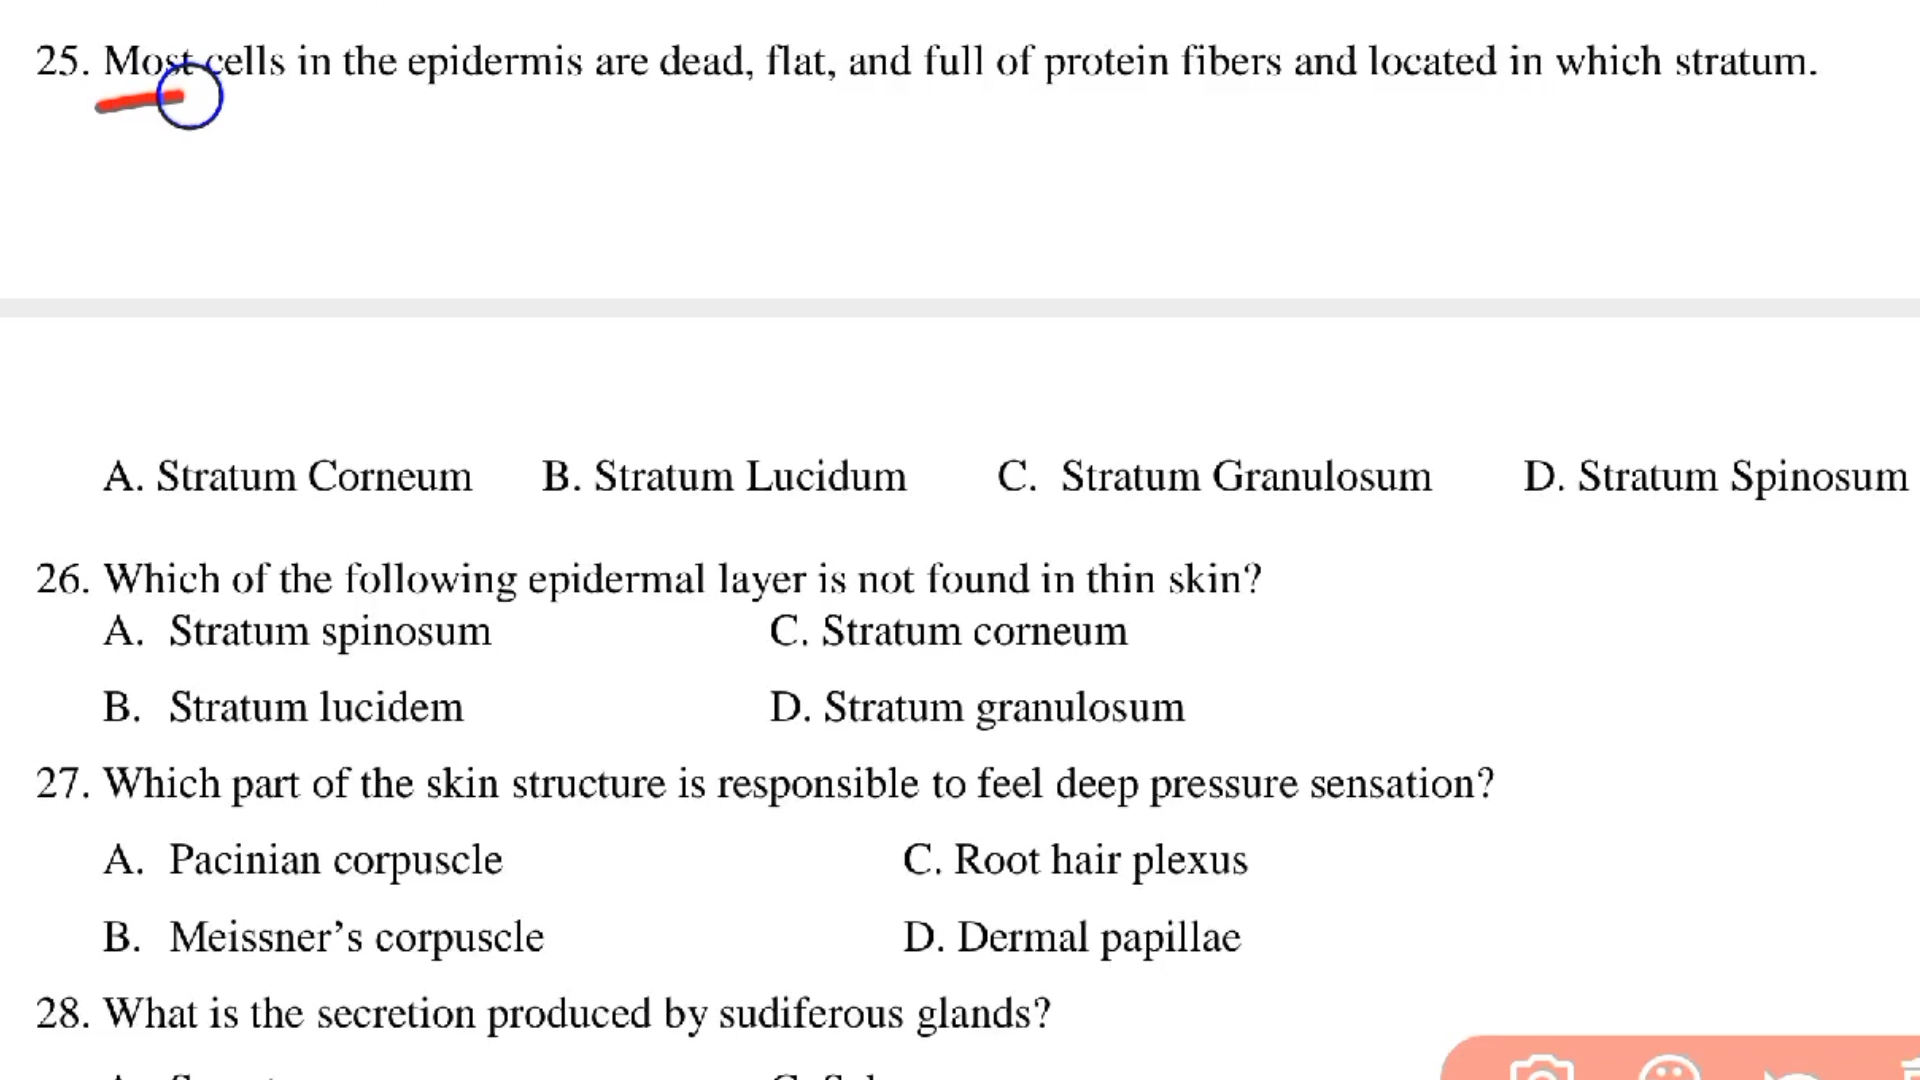 25. Most cells in the epidermis are dead, flat, and full of protein fibers and located in which stratum.
A. Stratum Corneum B. Stratum Lucidum C. Stratum Granulosum D. Stratum Spinosum
26. Which of the following epidermal layer is not found in thin skin?
A. Stratum spinosum C. Stratum corneum
B. Stratum lucidem D. Stratum granulosum
27. Which part of the skin structure is responsible to feel deep pressure sensation?
A. Pacinian corpuscle C. Root hair plexus
B. Meissner’s corpuscle D. Dermal papillae
28. What is the secretion produced by sudiferous glands?